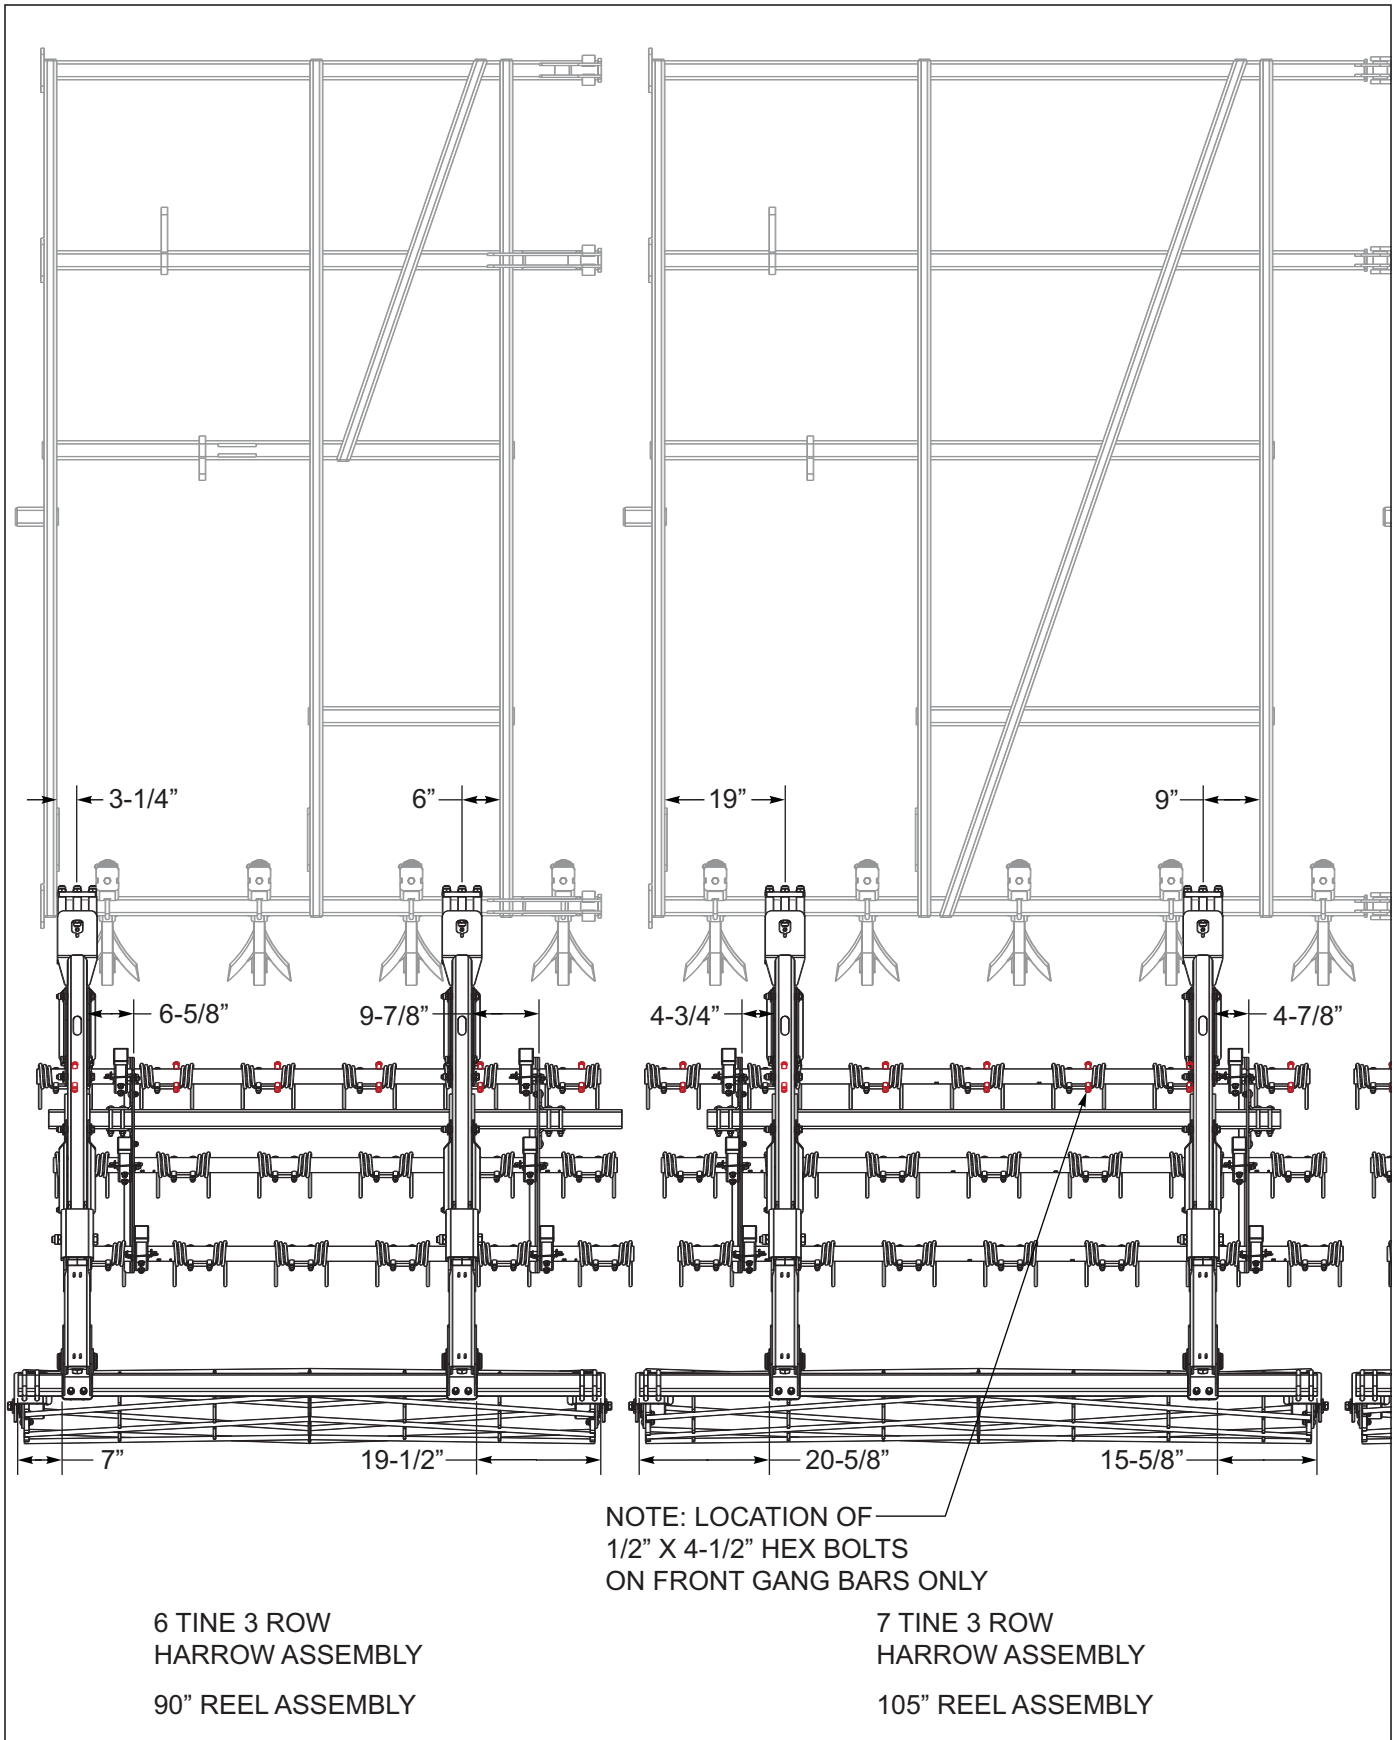 3-1/4”
6”
19”
9”
6-5/8”
9-7/8”
4-3/4”
4-7/8”
7”
19-1/2”
20-5/8”
15-5/8”
NOTE: LOCATION OF
1/2” X 4-1/2” HEX BOLTS
ON FRONT GANG BARS ONLY
6 TINE 3 ROW
HARROW ASSEMBLY
90” REEL ASSEMBLY
7 TINE 3 ROW
HARROW ASSEMBLY
105” REEL ASSEMBLY